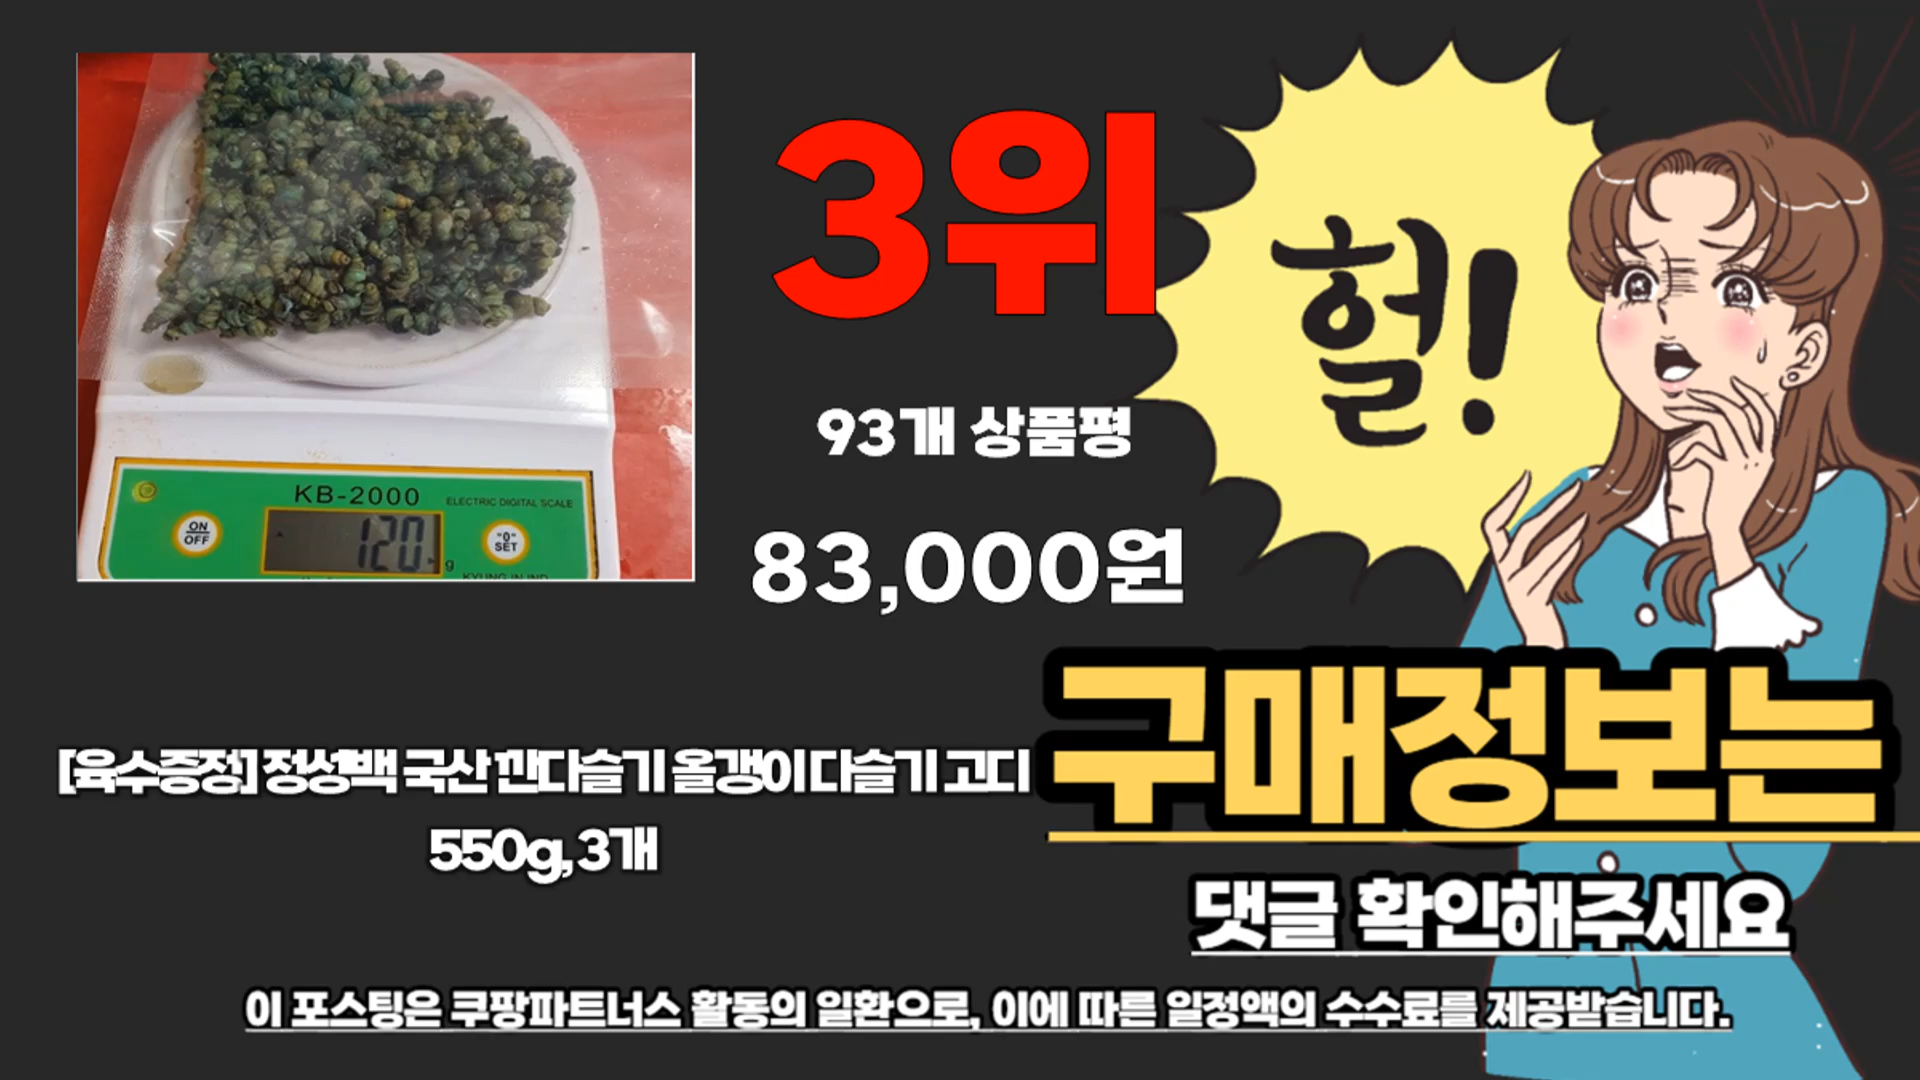 3위
헐!
93개 상품평
83,000원
KB-2000
ELECTRIC DIGITAL SCALE
ON
OFF
120
g
"0"
SET
[육수증정] 정성백 국산 깐다슬기 올갱이 다슬기 고디
550g, 3개
구매정보는
댓글 확인해주세요
이 포스팅은 쿠팡파트너스 활동의 일환으로, 이에 따른 일정액의 수수료를 제공받습니다.